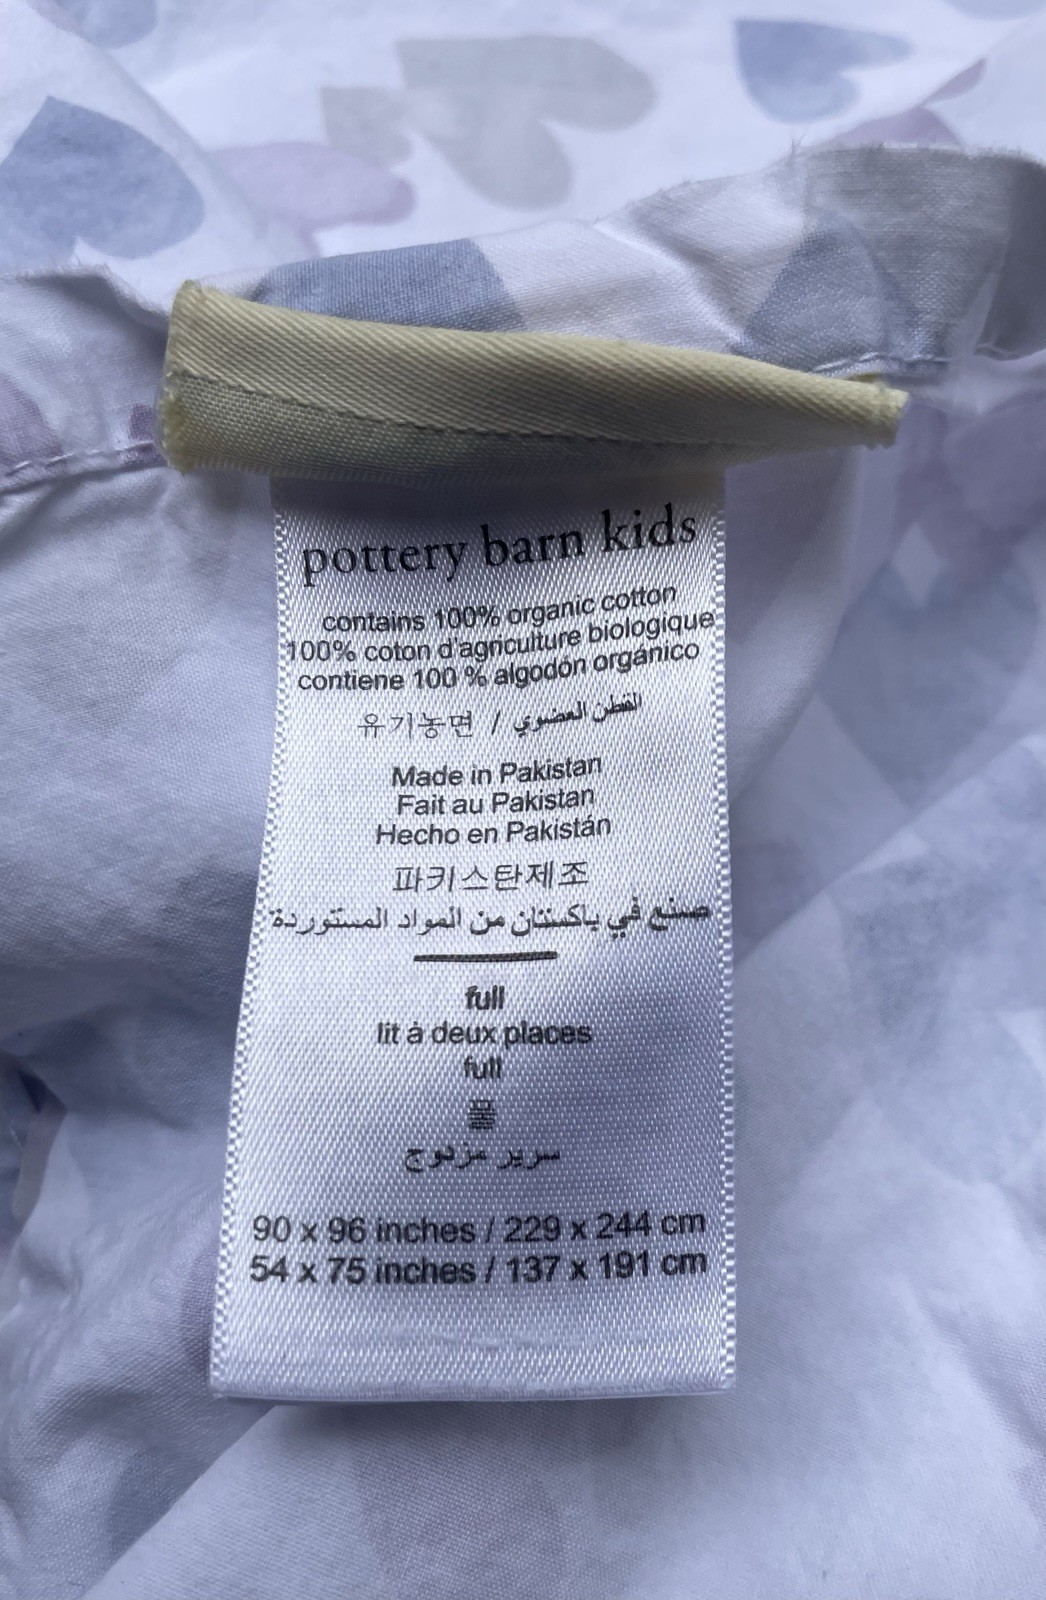 pottery barn kids
contains 100% organic cotton
100% coton d'agriculture biologique
contiene 100 % algodón orgánico
유기농면 / القطن العضوي
Made in Pakistan
Fait au Pakistan
Hecho en Pakistán
파키스탄제조
صنع في باكستان من المواد المستوردة
full
lit à deux places
full
풀
سرير مزدوج
90 x 96 inches / 229 x 244 cm
54 x 75 inches / 137 x 191 cm